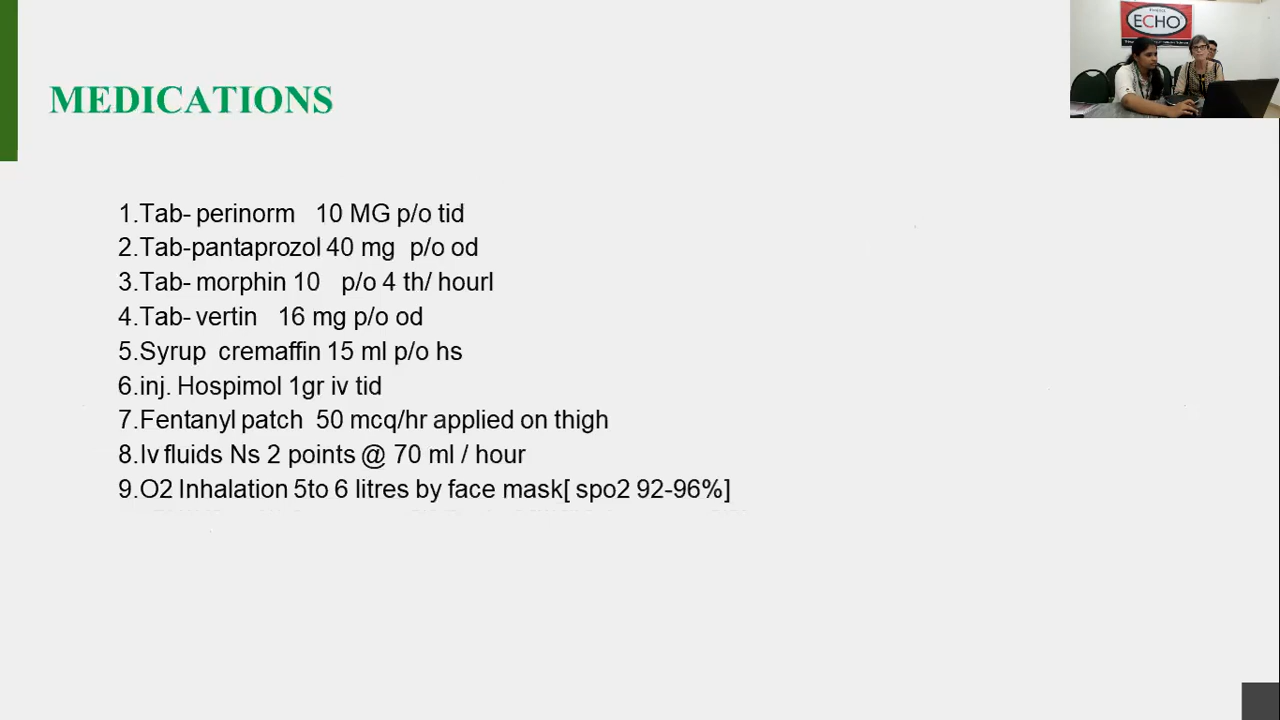 ECHO
MEDICATIONS
1.Tab- perinorm 10 MG p/o tid
2.Tab-pantaprozol 40 mg p/o od
3.Tab- morphin 10 p/o 4 th/ hourl
4.Tab- vertin 16 mg p/o od
5.Syrup cremaffin 15 ml p/o hs
6.inj. Hospimol 1gr iv tid
7.Fentanyl patch 50 mcq/hr applied on thigh
8.Iv fluids Ns 2 points @ 70 ml / hour
9.O2 Inhalation 5to 6 litres by face mask[ spo2 92-96%]